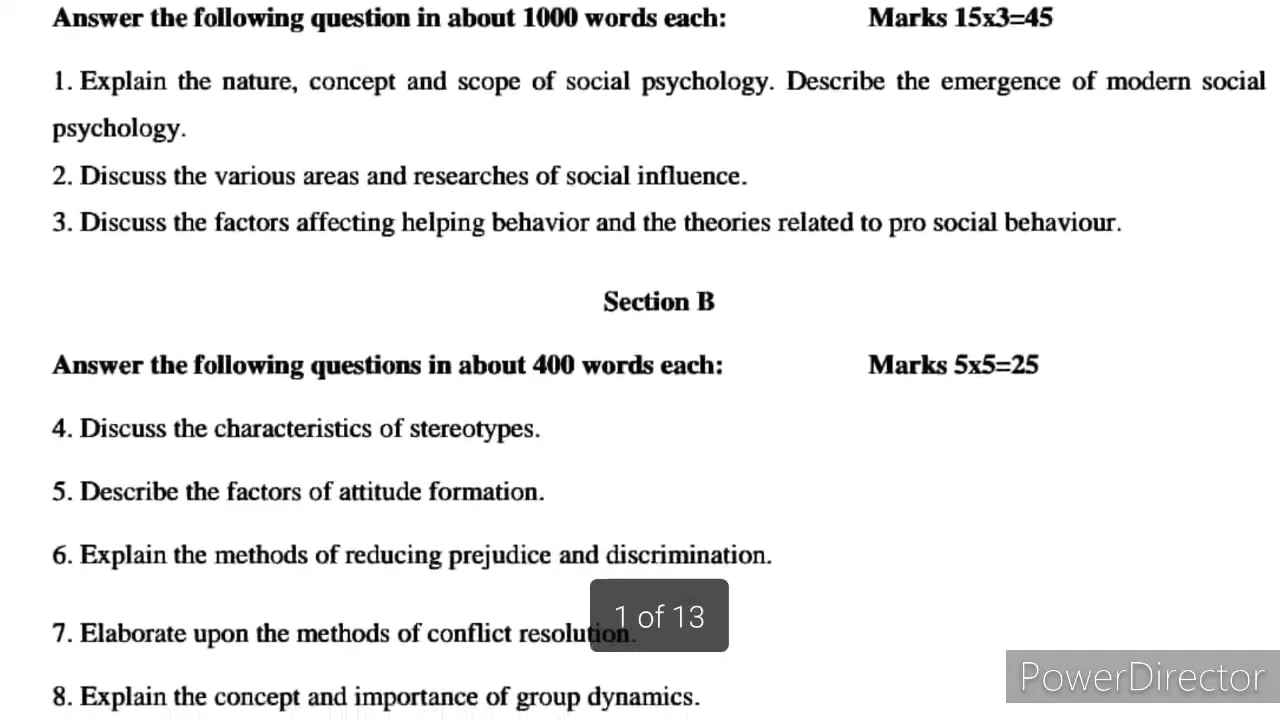 Answer the following question in about 1000 words each: Marks 15x3=45
1. Explain the nature, concept and scope of social psychology. Describe the emergence of modern social
psychology.
2. Discuss the various areas and researches of social influence.
3. Discuss the factors affecting helping behavior and the theories related to pro social behaviour.
Section B
Answer the following questions in about 400 words each: Marks 5x5=25
4. Discuss the characteristics of stereotypes.
5. Describe the factors of attitude formation.
6. Explain the methods of reducing prejudice and discrimination.
1 of 13
7. Elaborate upon the methods of conflict resolution.
PowerDirector
8. Explain the concept and importance of group dynamics.